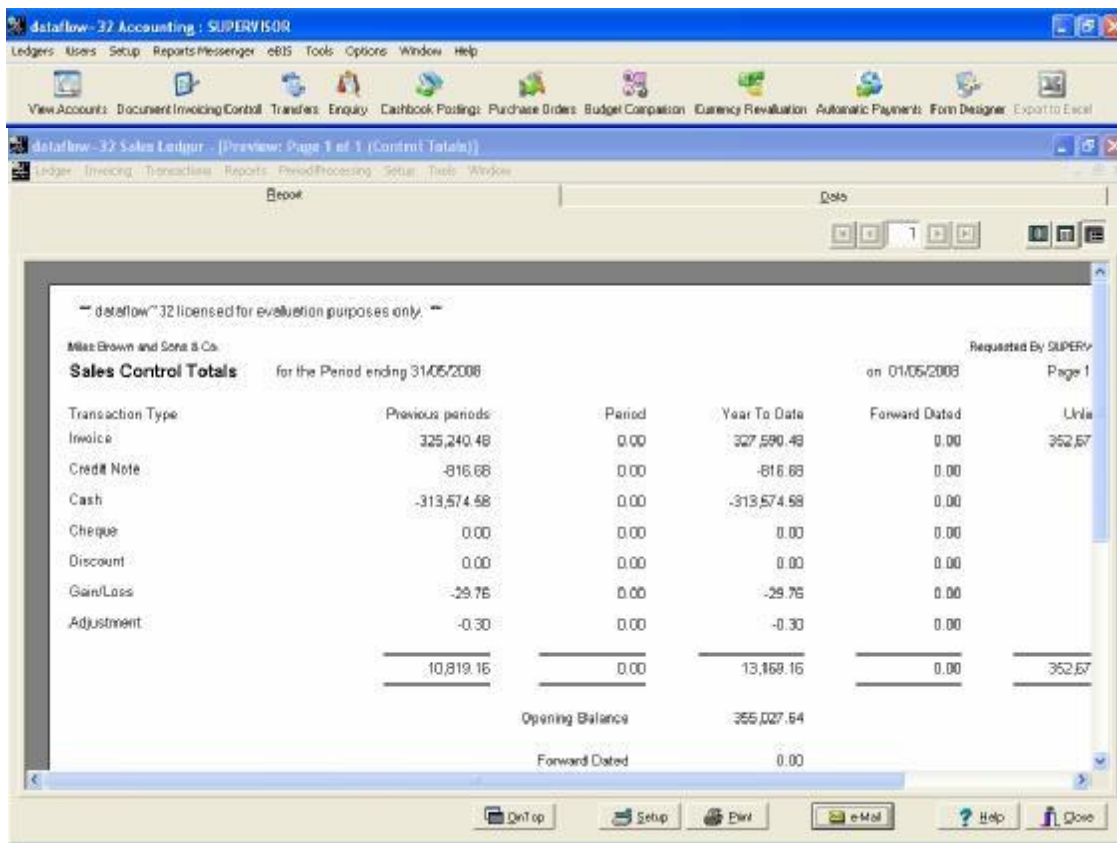 dataflow-32 Accounting : SUPERVISOR
Ledgers Users Setup Reports Messenger eBIS Tools Options Window Help
View Accounts Document Invoicing Control Transfers Enquiry Cashbook Postings Purchase Orders Budget Comparison Currency Revaluation Automatic Payments Form Designer Export to Excel
dataflow-32 Sales Ledger - [Preview: Page 1 of 1 (Control Totals)]
Ledger Invoicing Transactions Reports Period Processing Setup Tools Window
Report Data
1
** dataflow™32 licensed for evaluation purposes only. **
Miles Brown and Sons & Co. Requested By SUPERV
Sales Control Totals for the Period ending 31/05/2008 on 01/05/2008 Page 1
Transaction Type Previous periods Period Year To Date Forward Dated Unla
Invoice 325,240.48 0.00 327,590.48 0.00 352,67
Credit Note -816.68 0.00 -816.68 0.00
Cash -313,574.58 0.00 -313,574.58 0.00
Cheque 0.00 0.00 0.00 0.00
Discount 0.00 0.00 0.00 0.00
Gain/Loss -29.76 0.00 -29.76 0.00
Adjustment -0.30 0.00 -0.30 0.00
10,819.16 0.00 13,169.16 0.00 352,67
Opening Balance 355,027.64
Forward Dated 0.00
OnTop Setup Print e-Mail Help Close